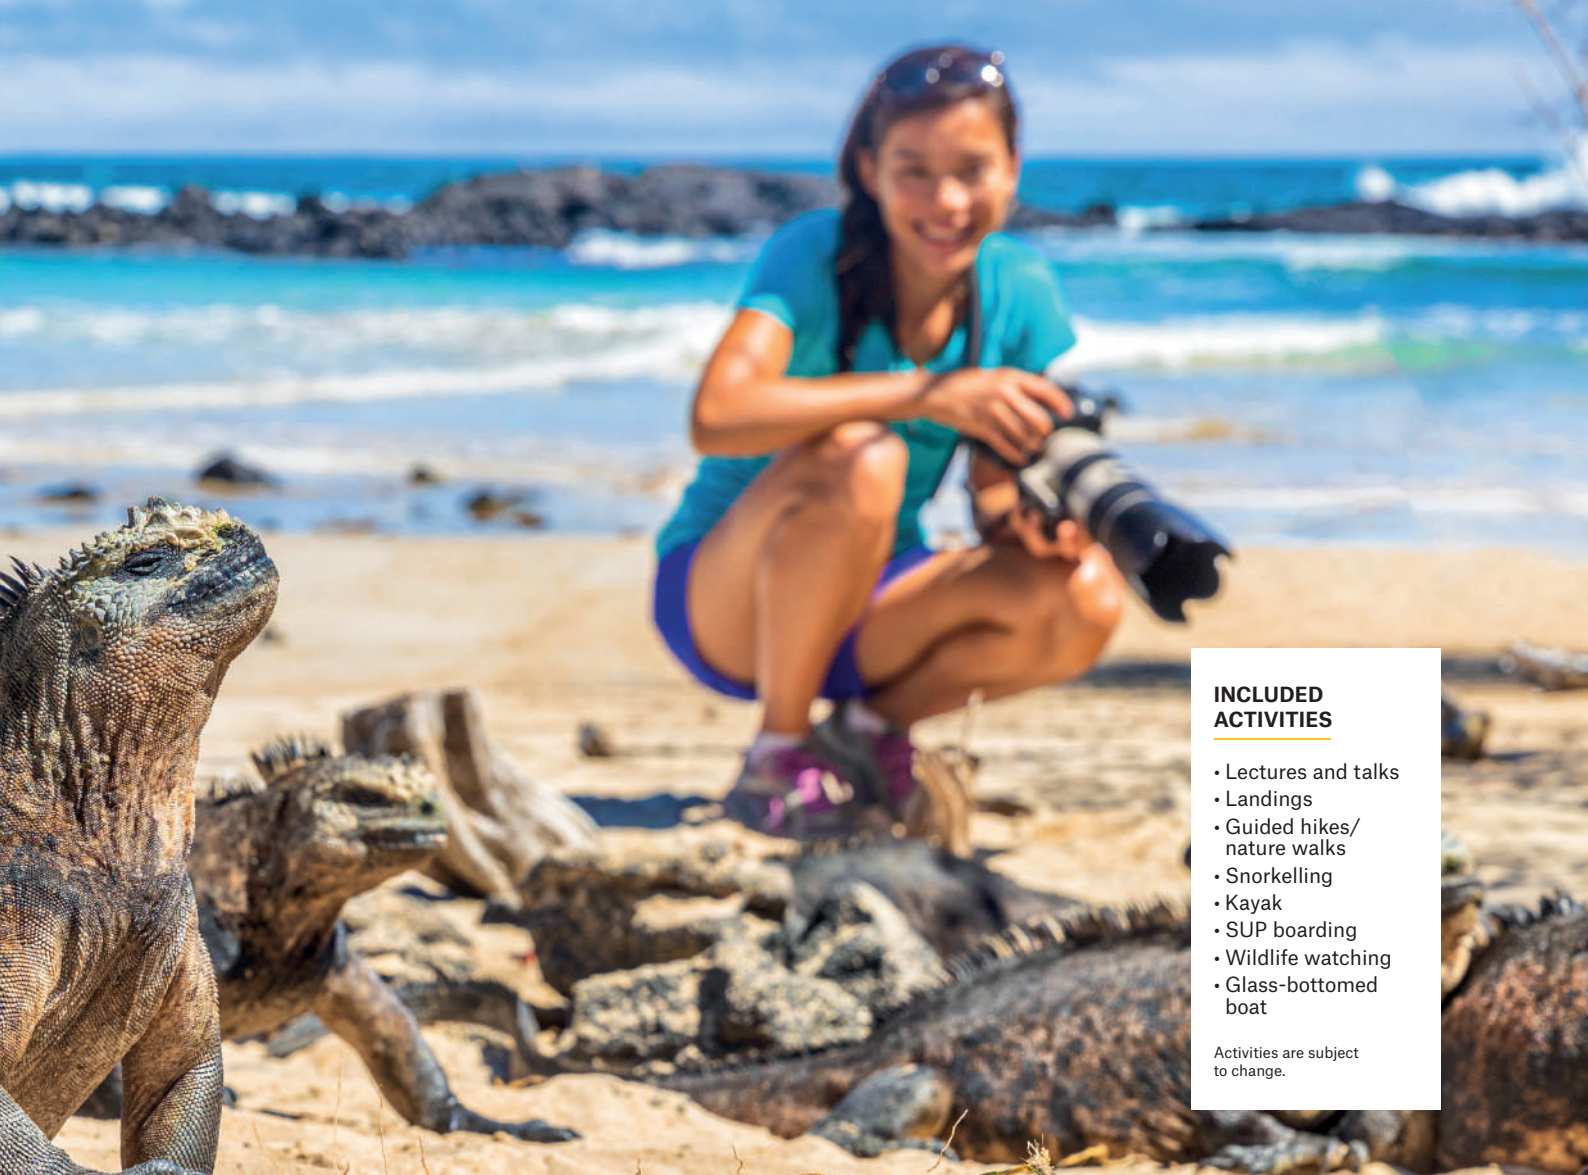 INCLUDED
ACTIVITIES
• Lectures and talks
• Landings
• Guided hikes/
nature walks
• Snorkelling
• Kayak
• SUP boarding
• Wildlife watching
• Glass-bottomed
boat
Activities are subject
to change.